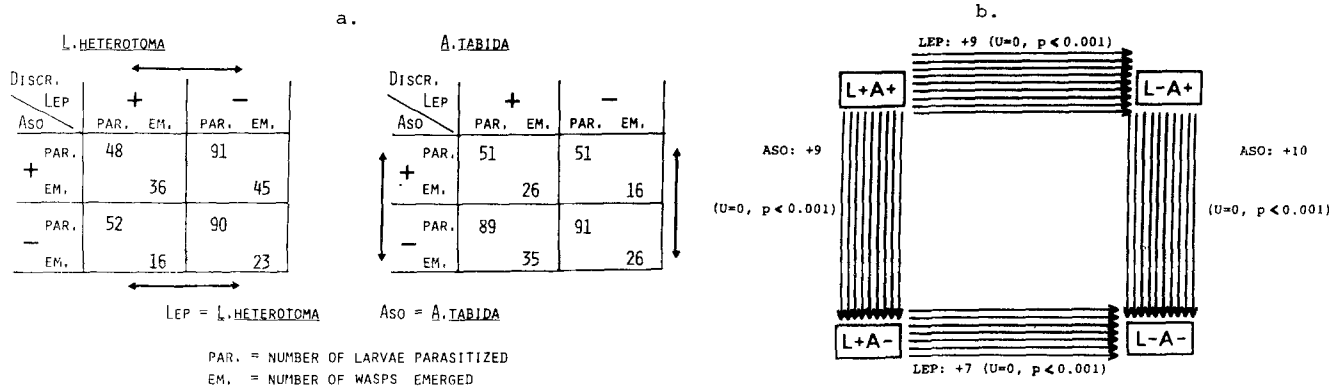 a.
L.HETEROTOMA
DISCR.
LEP + −
ASO PAR. EM. PAR. EM.
+ PAR. 48 91
EM. 36 45
− PAR. 52 90
EM. 16 23
A.TABIDA
DISCR.
LEP + −
ASO PAR. EM. PAR. EM.
+ PAR. 51 51
EM. 26 16
− PAR. 89 91
EM. 35 26
LEP = L.HETEROTOMA ASO = A.TABIDA
PAR. = NUMBER OF LARVAE PARASITIZED
EM. = NUMBER OF WASPS EMERGED
b.
LEP: +9 (U=0, p<0.001)
L+A+ L-A+
ASO: +9
(U=0, p<0.001)
ASO: +10
(U=0, p<0.001)
L+A- L-A-
LEP: +7 (U=0, p<0.001)